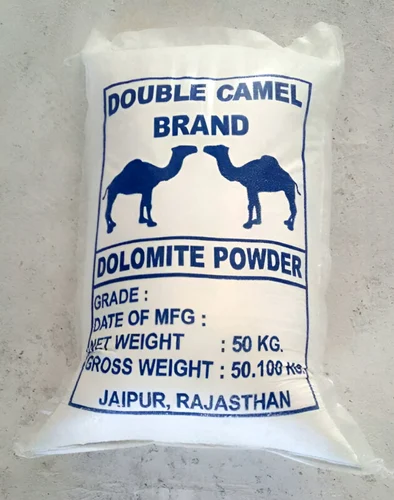 DOUBLE CAMEL
BRAND
DOLOMITE POWDER
GRADE :
DATE OF MFG :
NET WEIGHT : 50 KG.
GROSS WEIGHT : 50.100 KG.
JAIPUR, RAJASTHAN